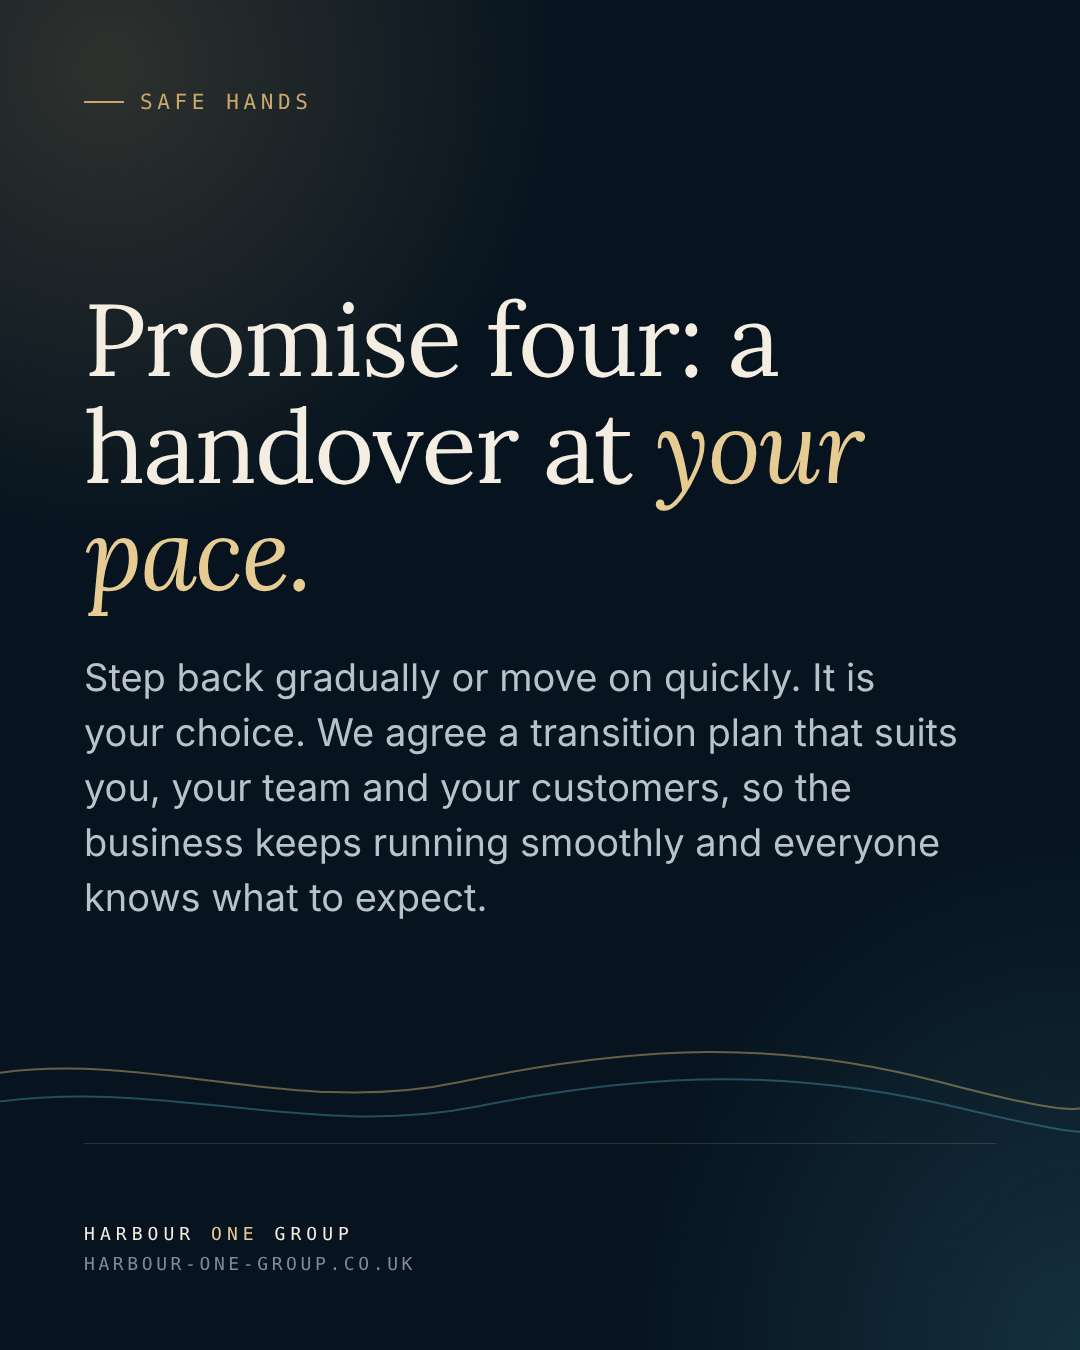 SAFE HANDS
Promise four: a
handover at your
pace.
Step back gradually or move on quickly. It is
your choice. We agree a transition plan that suits
you, your team and your customers, so the
business keeps running smoothly and everyone
knows what to expect.
HARBOUR ONE GROUP
HARBOUR-ONE-GROUP.CO.UK